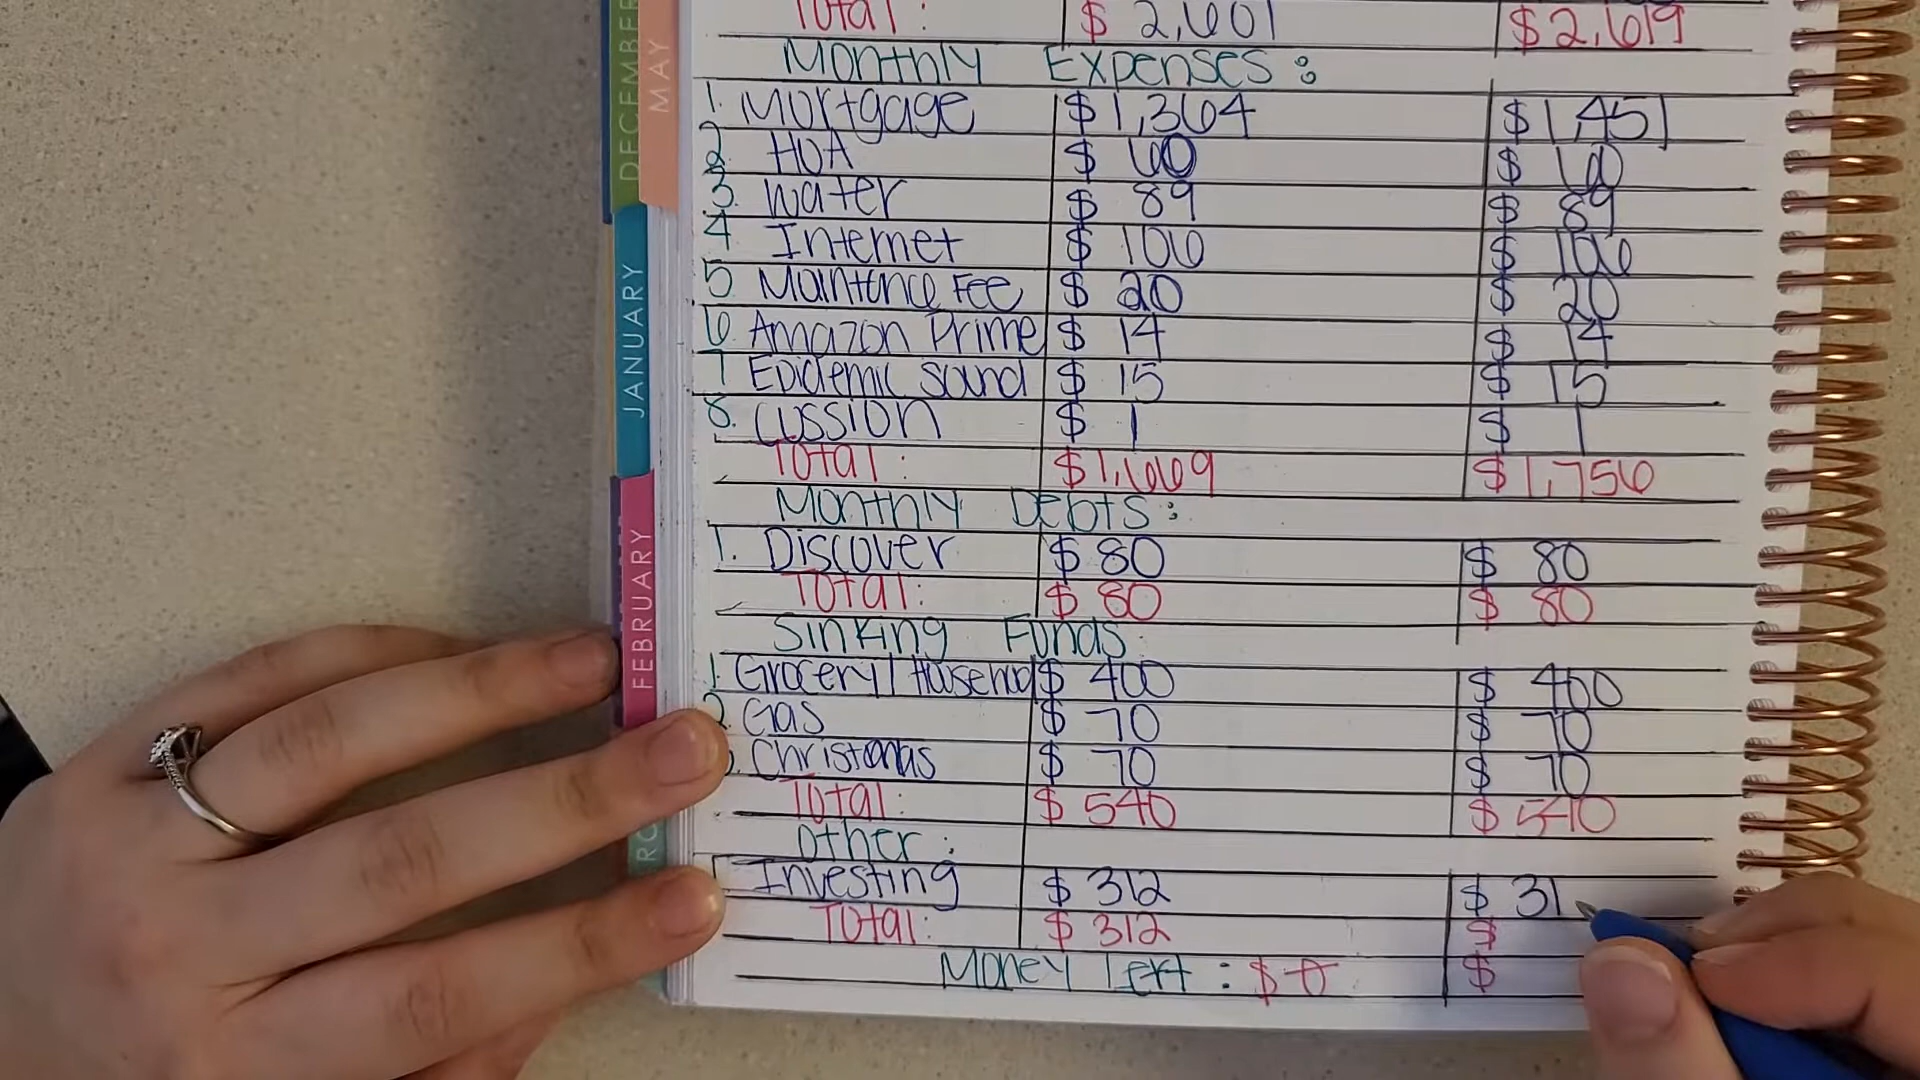 DECEMBER
MAY
JANUARY
FEBRUARY
Total: $ 2,601 $2,619
Monthly Expenses:
1. Mortgage $1,364 $1,451
2. HOA $ 60 $ 60
3. Water $ 89 $ 89
4 Internet $ 106 $ 106
5 Maintence Fee $ 20 $ 20
6 Amazon Prime $ 14 $ 14
7 Epidemic Sound $ 15 $ 15
8. Cussion $ 1 $ 1
Total: $1,669 $1,756
Monthly Debts:
1. Discover $ 80 $ 80
Total: $ 80 $ 80
Sinking Funds
1. Grocery/Househod $ 400 $ 400
2. Gas $ 70 $ 70
Christmas $ 70 $ 70
Total: $ 540 $ 540
Other:
Investing $ 312 $ 31
Total: $ 312 $
Money Left: $ 0 $